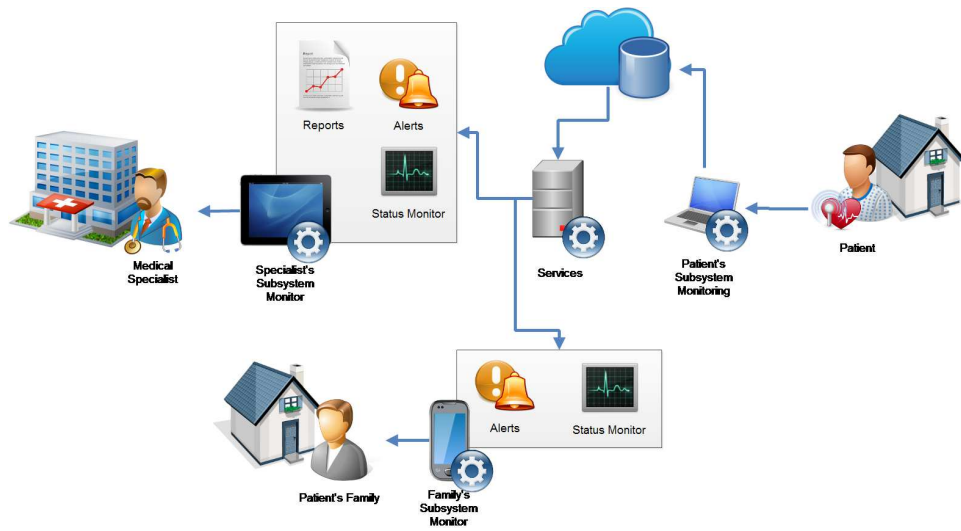 Reports
Alerts
Status Monitor
Medical
Specialist
Specialist's
Subsystem
Monitor
Services
Patient's
Subsystem
Monitoring
Patient
Alerts
Status Monitor
Patient's Family
Family's
Subsystem
Monitor